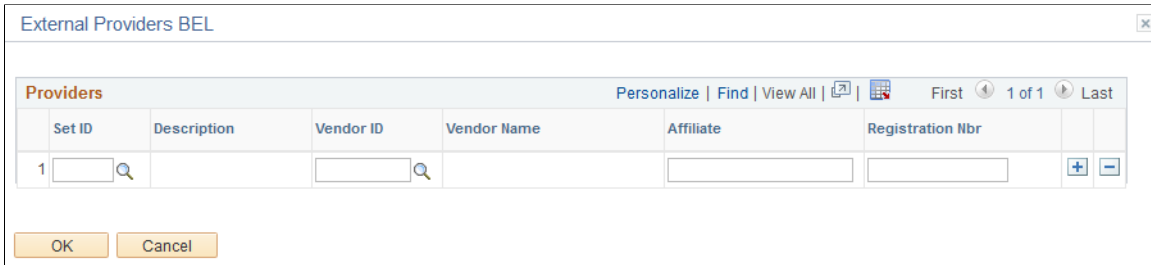 External Providers BEL
Providers Personalize | Find | View All | | First 1 of 1 Last
Set ID Description Vendor ID Vendor Name Affiliate Registration Nbr
1
OK Cancel